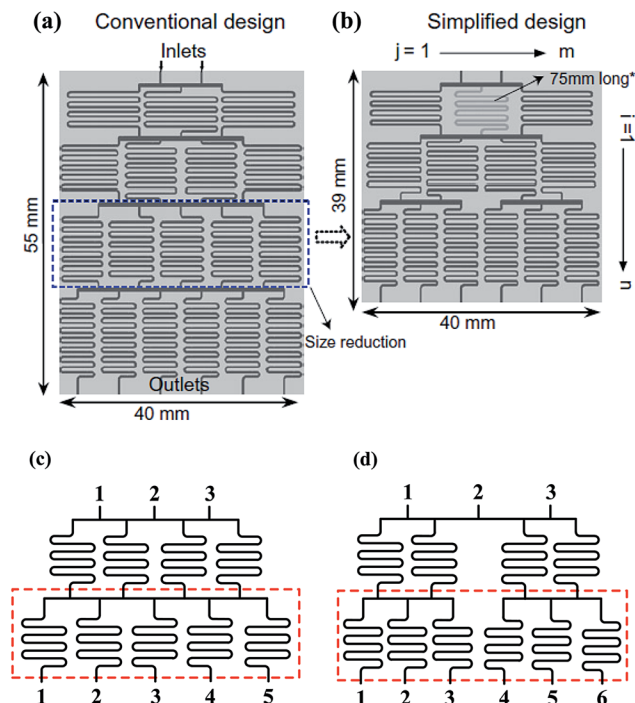 (a) Conventional design
Inlets
55 mm
Outlets
40 mm
Size reduction
(b) Simplified design
j = 1 m
75mm long*
i=1
n
39 mm
40 mm
(c)
1 2 3
1 2 3 4 5
(d)
1 2 3
1 2 3 4 5 6